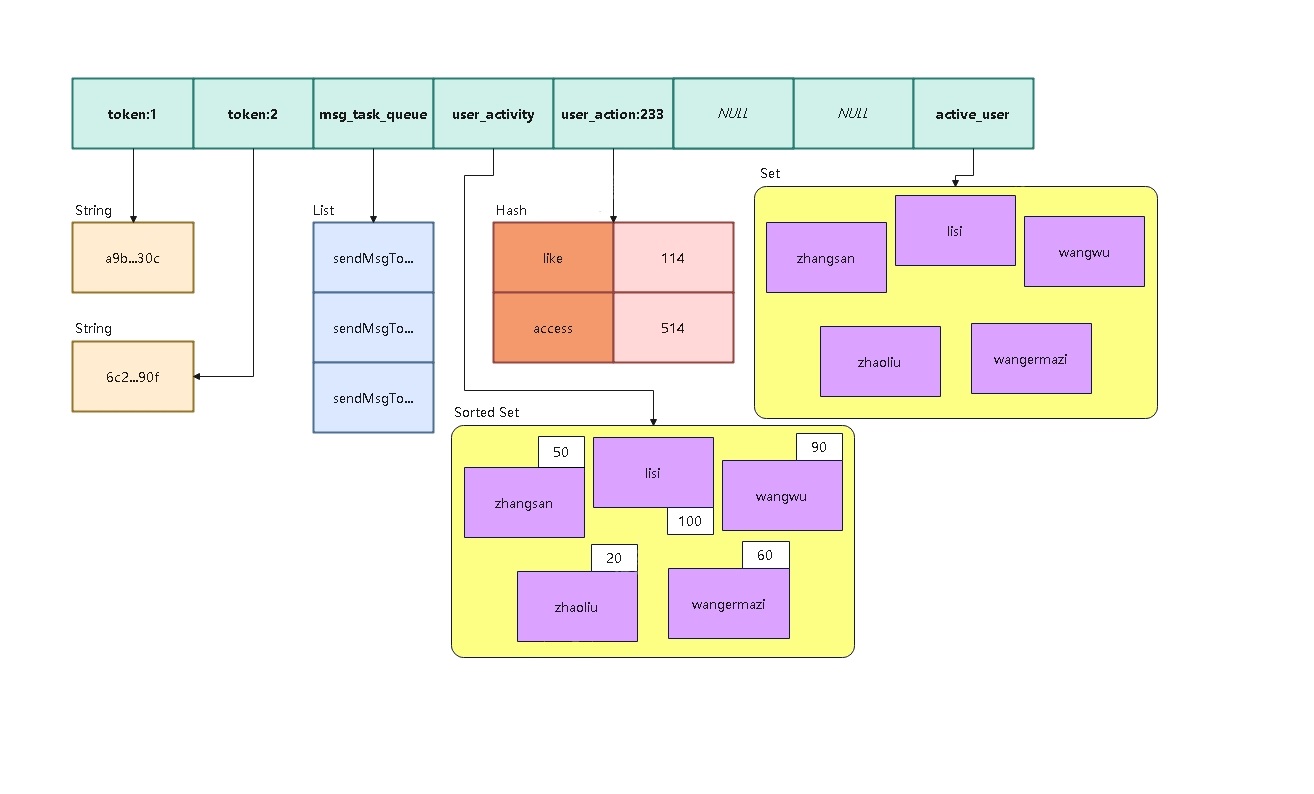 token:1
token:2
msg_task_queue
user_activity
user_action:233
NULL
NULL
active_user
String
a9b...30c
String
6c2...90f
List
sendMsgTo...
sendMsgTo...
sendMsgTo...
Hash
like
114
access
514
Set
zhangsan
lisi
wangwu
zhaoliu
wangermazi
Sorted Set
50
zhangsan
lisi
100
90
wangwu
20
zhaoliu
60
wangermazi